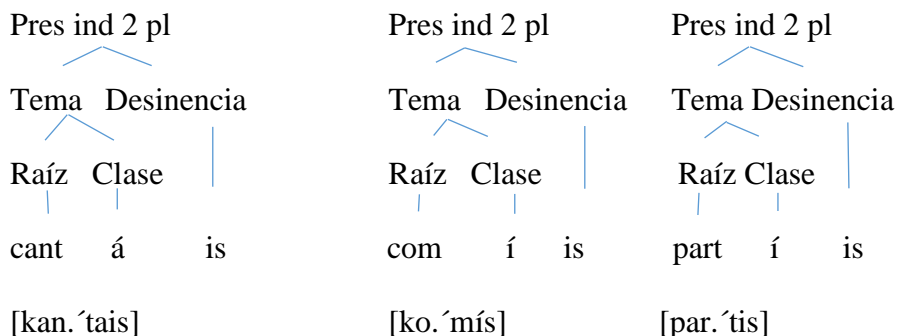 Pres ind 2 pl Pres ind 2 pl Pres ind 2 pl
Tema Desinencia Tema Desinencia Tema Desinencia
Raíz Clase Raíz Clase Raíz Clase
cant á is com í is part í is
[kan.´tais] [ko.´mís] [par.´tis]